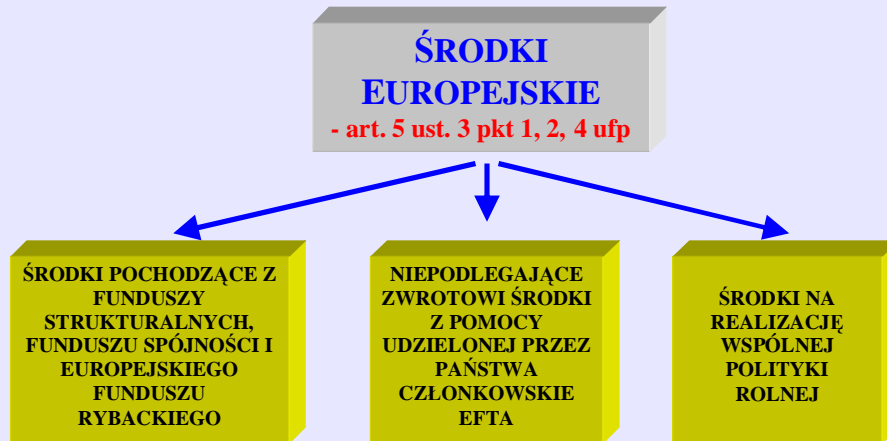 ŚRODKI
EUROPEJSKIE
- art. 5 ust. 3 pkt 1, 2, 4 ufp
ŚRODKI POCHODZĄCE Z
FUNDUSZY
STRUKTURALNYCH,
FUNDUSZU SPÓJNOŚCI I
EUROPEJSKIEGO
FUNDUSZU
RYBACKIEGO
NIEPODLEGAJĄCE
ZWROTOWI ŚRODKI
Z POMOCY
UDZIELONEJ PRZEZ
PAŃSTWA
CZŁONKOWSKIE
EFTA
ŚRODKI NA
REALIZACJĘ
WSPÓLNEJ
POLITYKI
ROLNEJ